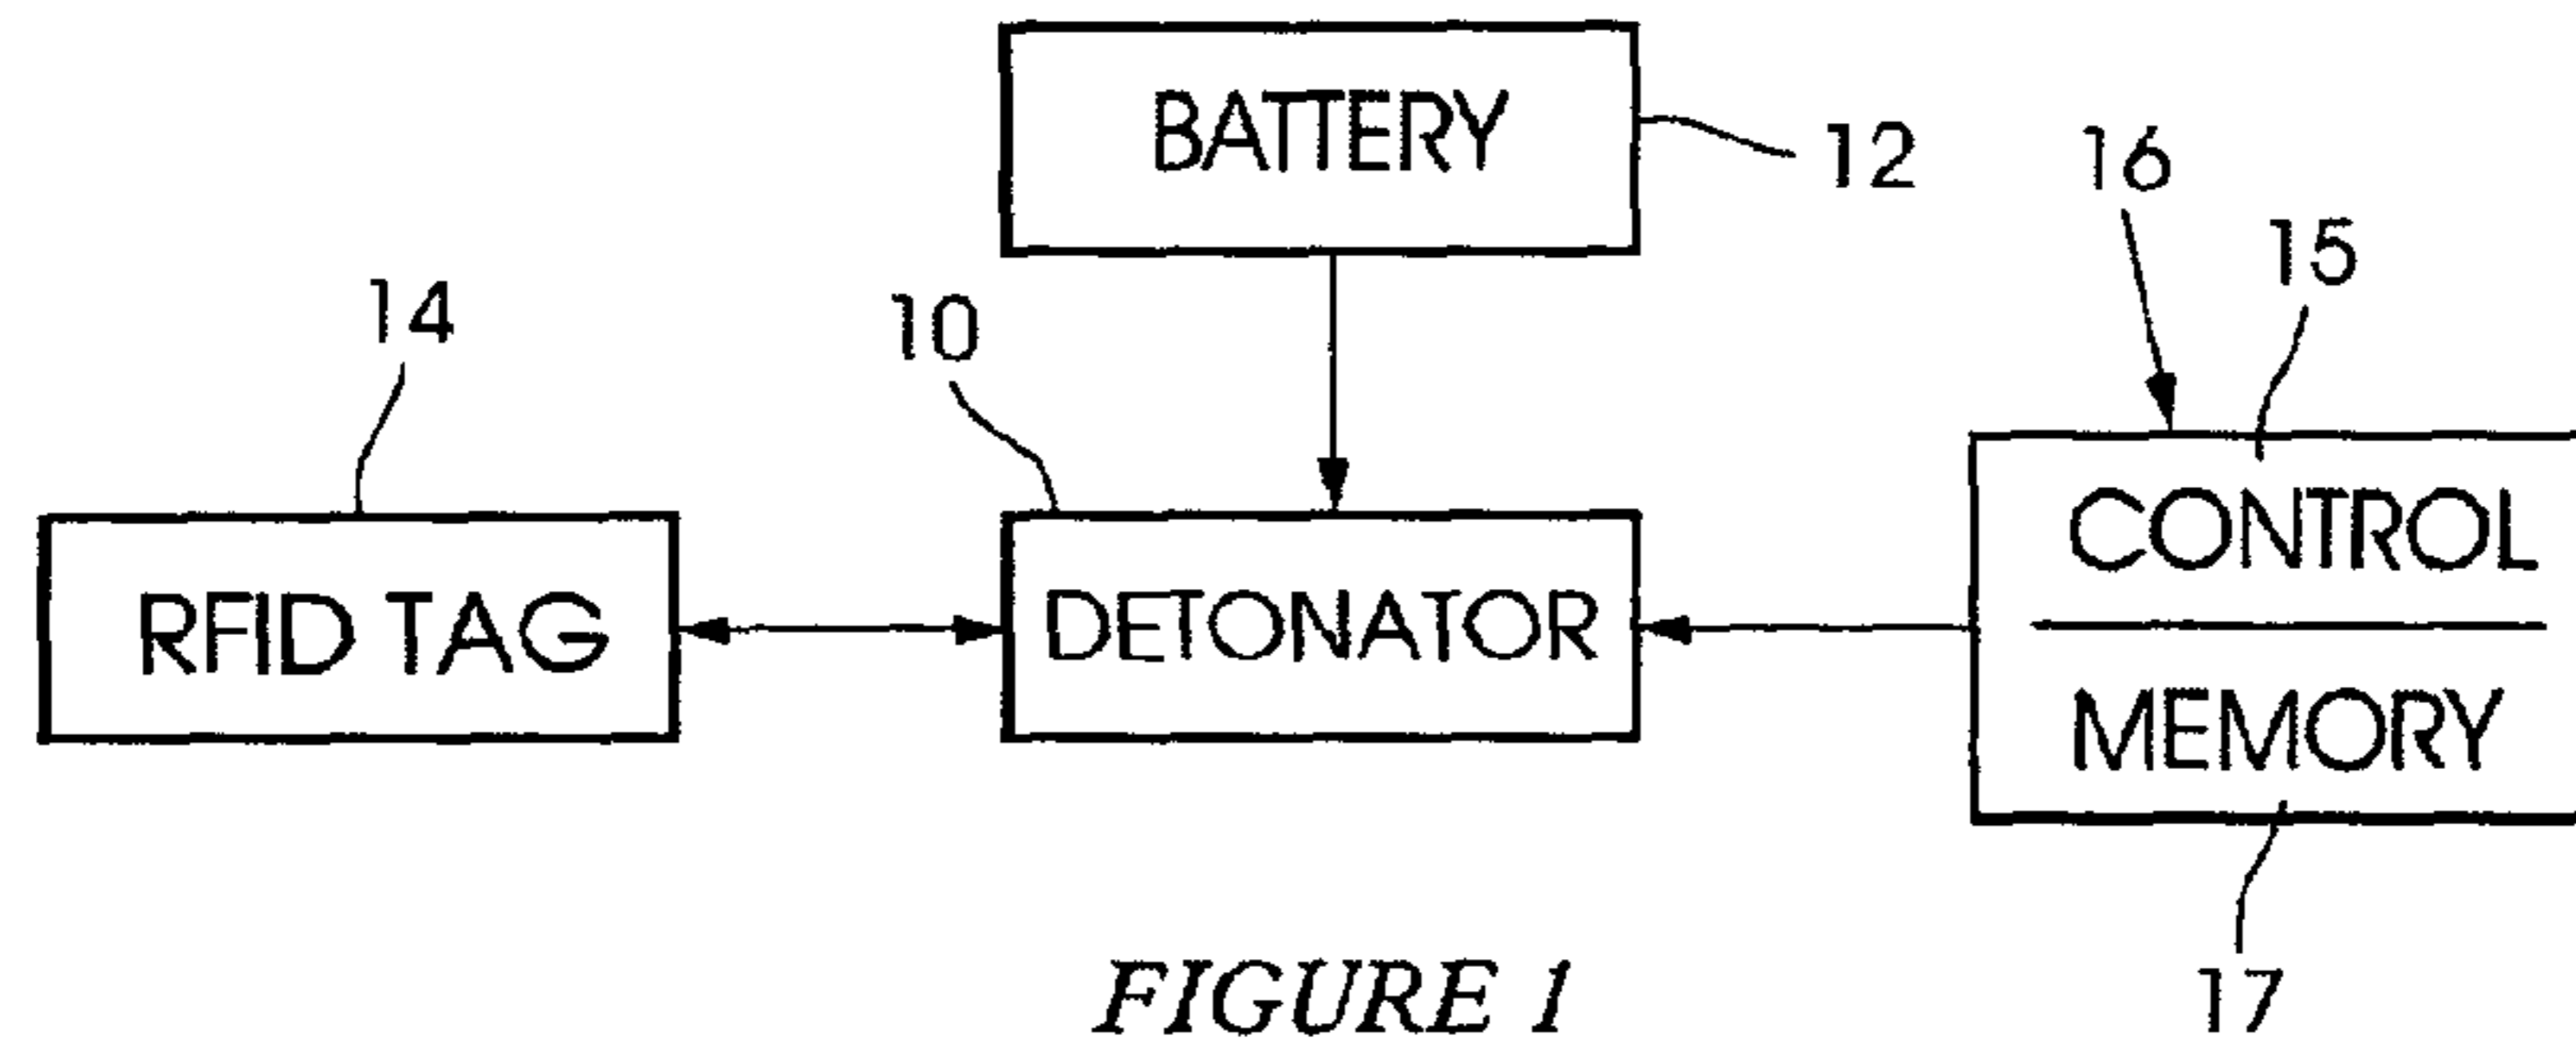 BATTERY
12
16
15
14
10
CONTROL
RFID TAG
DETONATOR
MEMORY
17
FIGURE 1